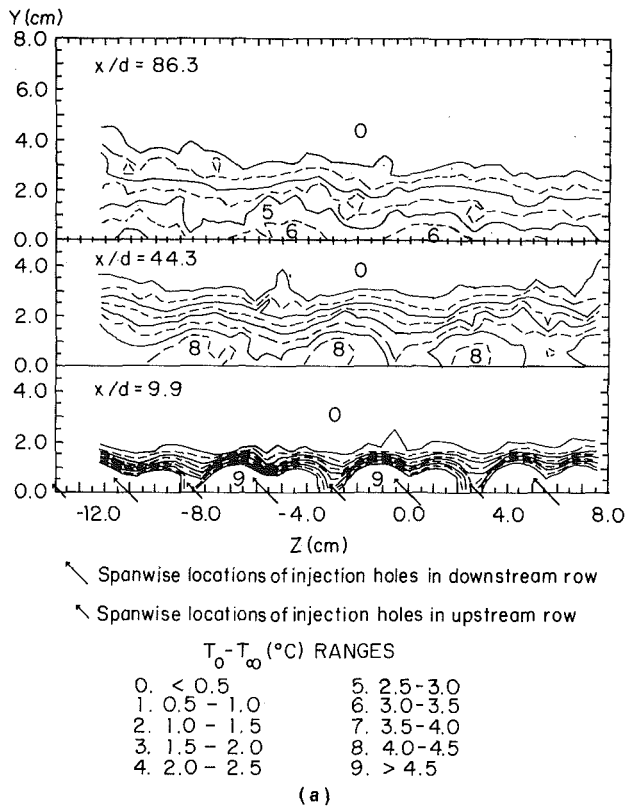 Y (cm)
8.0
x/d = 86.3
6.0
0
4.0
2.0
5
6
6
0.0
x/d = 44.3
0
4.0
2.0
8
8
8
0.0
x/d = 9.9
4.0
0
2.0
9
9
0.0
-12.0 -8.0 -4.0 0.0 4.0 8.0
Z (cm)
Spanwise locations of injection holes in downstream row
Spanwise locations of injection holes in upstream row
T₀-T∞ (°C) RANGES
0. < 0.5
1. 0.5 - 1.0
2. 1.0 - 1.5
3. 1.5 - 2.0
4. 2.0 - 2.5
5. 2.5-3.0
6. 3.0-3.5
7. 3.5-4.0
8. 4.0-4.5
9. > 4.5
(a)